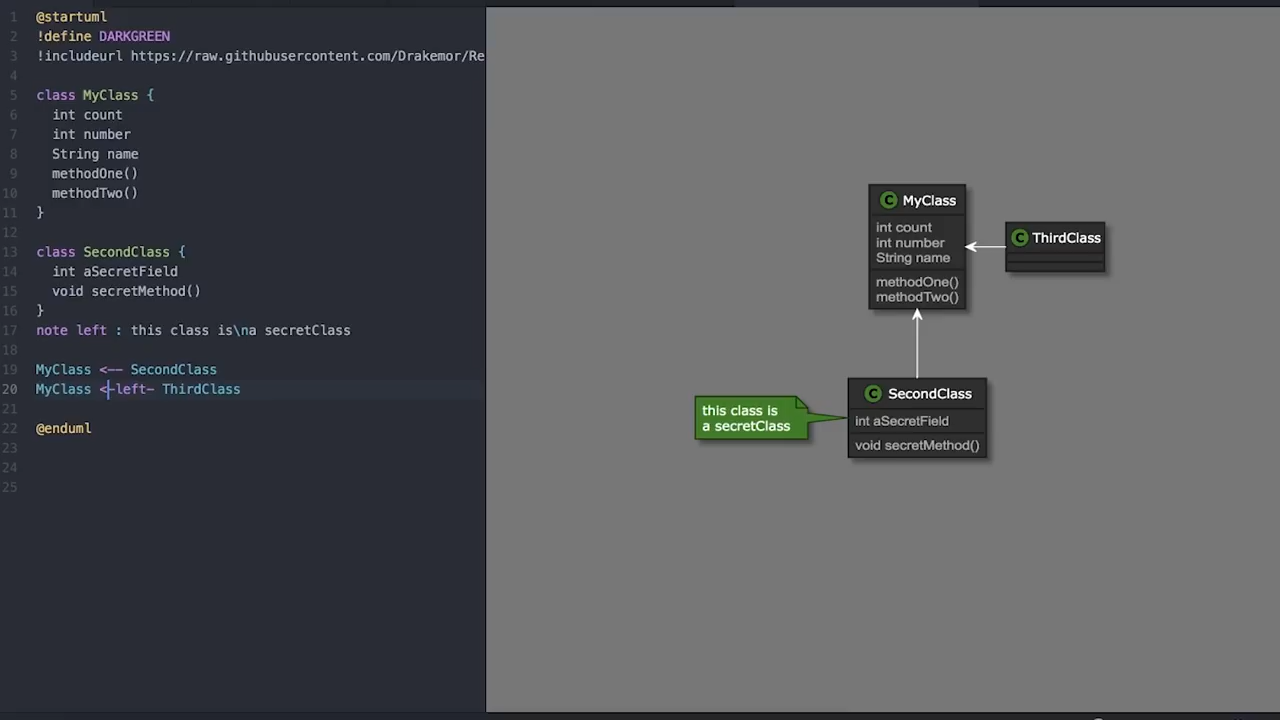 1 @startuml
2 !define DARKGREEN
3 !includeurl https://raw.githubusercontent.com/Drakemor/Re
4
5 class MyClass {
6 int count
7 int number
8 String name
9 methodOne()
10 methodTwo()
11 }
12
13 class SecondClass {
14 int aSecretField
15 void secretMethod()
16 }
17 note left : this class is\na secretClass
18
19 MyClass <-- SecondClass
20 MyClass <-left- ThirdClass
21
22 @enduml
23
24
25
C MyClass
int count
int number
String name
methodOne()
methodTwo()
C ThirdClass
this class is
a secretClass
C SecondClass
int aSecretField
void secretMethod()